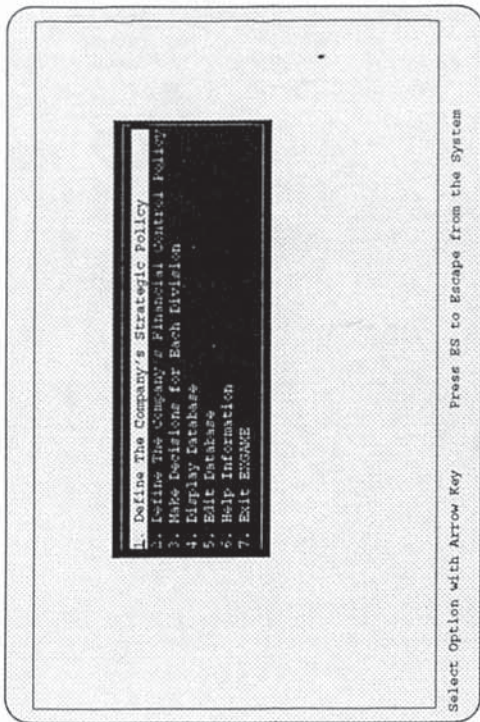 1. Define The Company's Strategic Policy
2. Define The Company's Financial Control Policy
3. Make Decisions for Each Division
4. Display Database
5. Edit Database
6. Help Information
7. Exit EXGAME
Select Option with Arrow Key Press ES to Escape from the System